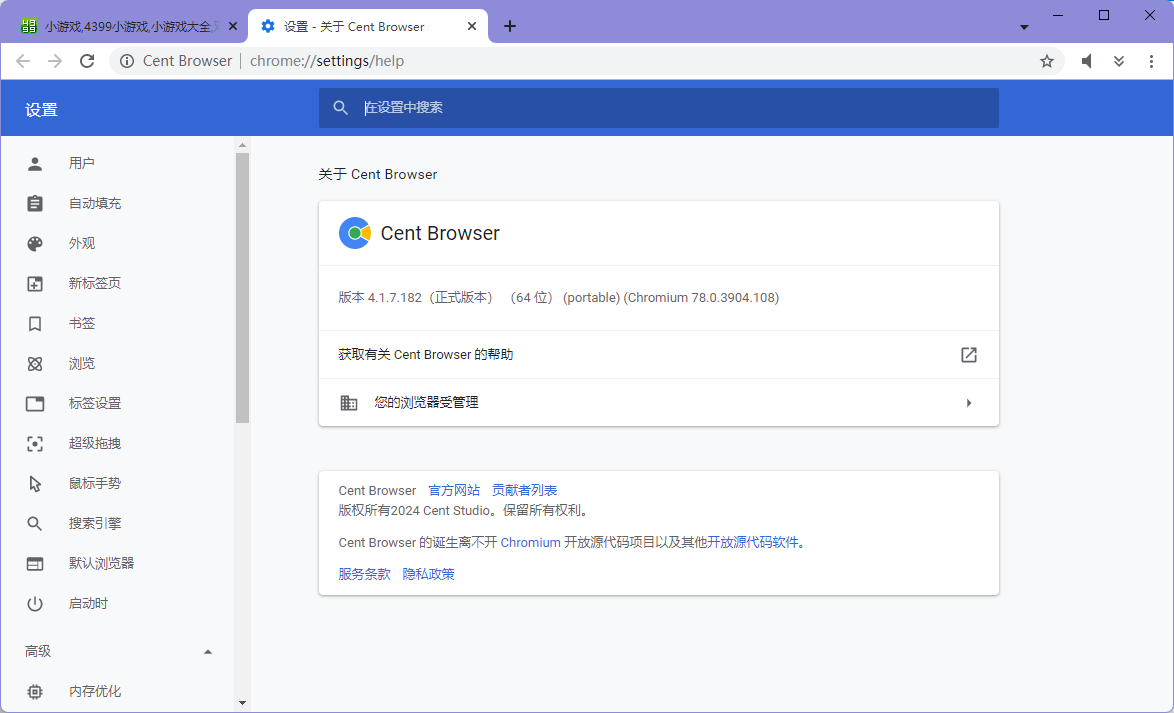 小游戏,4399小游戏,小游戏大全,
设置 - 关于 Cent Browser
Cent Browser | chrome://settings/help
设置
在设置中搜索
用户
自动填充
外观
新标签页
书签
浏览
标签设置
超级拖拽
鼠标手势
搜索引擎
默认浏览器
启动时
高级
内存优化
关于 Cent Browser
Cent Browser
版本 4.1.7.182（正式版本） （64 位） (portable) (Chromium 78.0.3904.108)
获取有关 Cent Browser 的帮助
您的浏览器受管理
Cent Browser 官方网站 贡献者列表
版权所有2024 Cent Studio。保留所有权利。
Cent Browser 的诞生离不开 Chromium 开放源代码项目以及其他开放源代码软件。
服务条款 隐私政策